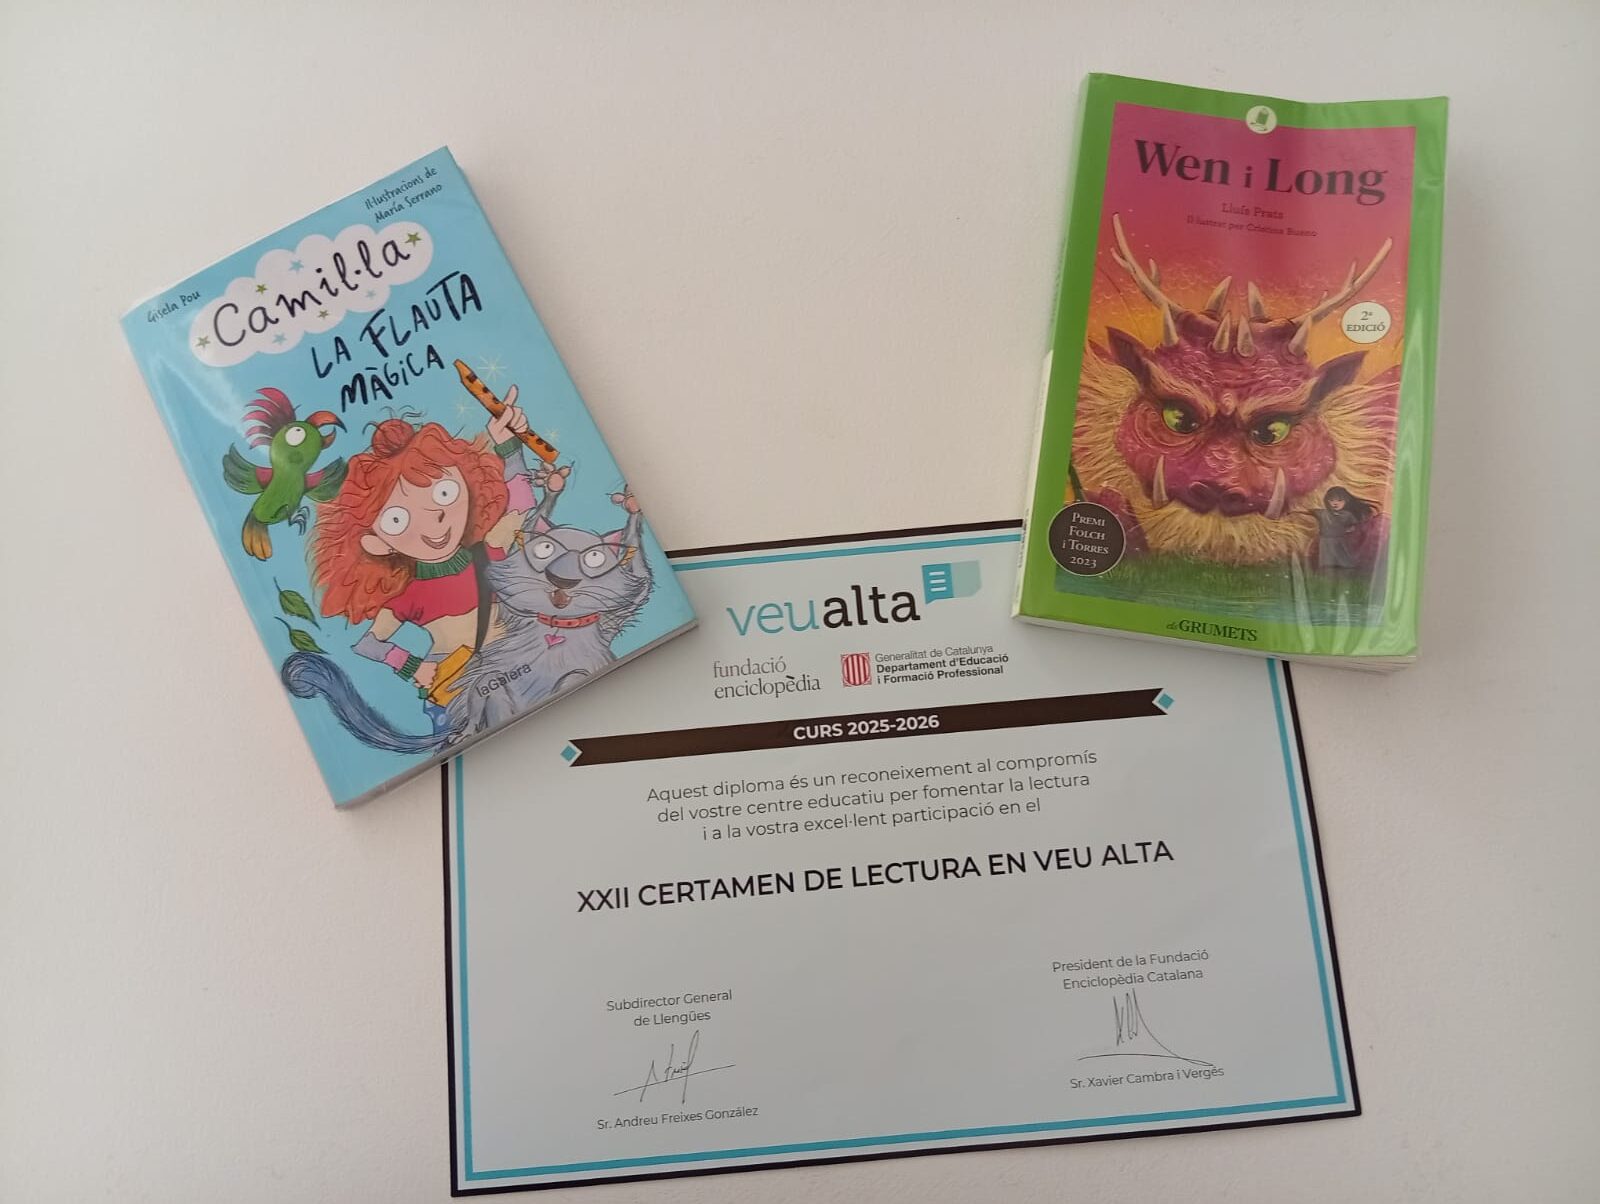 Il·lustracions de
María Serrano
Gisela Pou
Camil·la
LA FLAUTA
MÀGICA
laGalera
Wen i Long
Lluís Prats
Il·lustrat per Cristina Bueno
2a
EDICIÓ
PREMI
FOLCH
i TORRES
2023
elsGRUMETS
veualta
fundació
enciclopèdia
Generalitat de Catalunya
Departament d'Educació
i Formació Professional
CURS 2025-2026
Aquest diploma és un reconeixement al compromís
del vostre centre educatiu per fomentar la lectura
i a la vostra excel·lent participació en el
XXII CERTAMEN DE LECTURA EN VEU ALTA
Subdirector General
de Llengües
Sr. Andreu Freixes González
President de la Fundació
Enciclopèdia Catalana
Sr. Xavier Cambra i Vergés